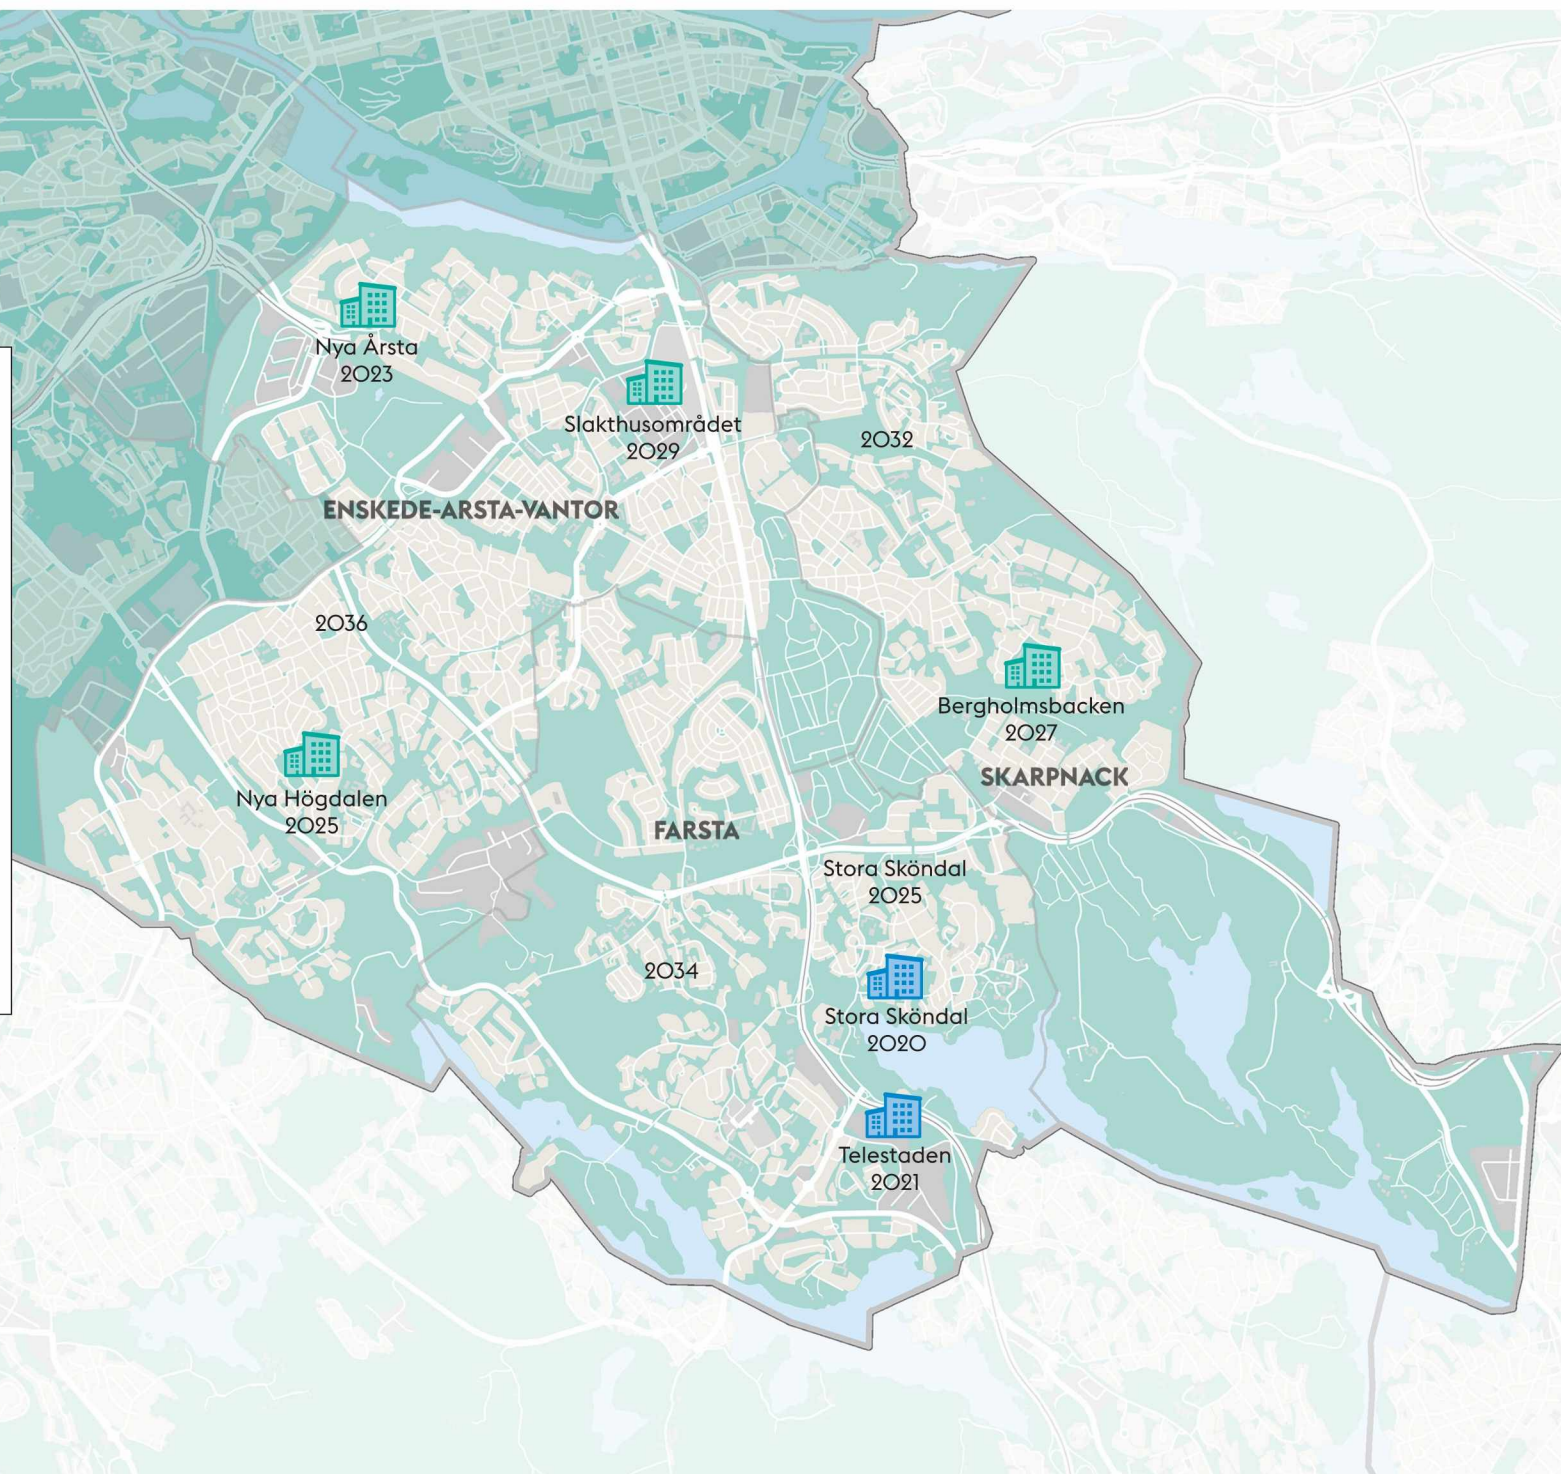 Nya Årsta
2023
Slakthusområdet
2029
2032
ENSKEDE-ARSTA-VANTOR
2036
Bergholmsbacken
2027
SKARPNACK
Nya Högdalen
2025
FARSTA
Stora Sköndal
2025
2034
Stora Sköndal
2020
Telestaden
2021